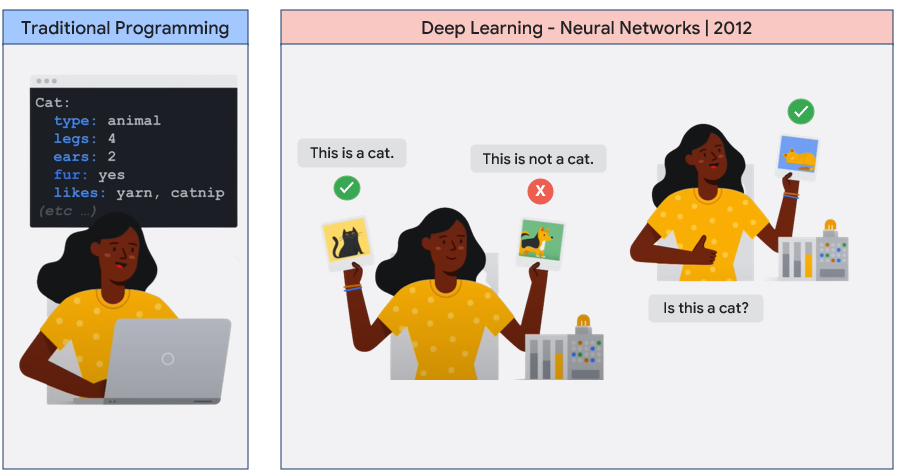 Traditional Programming
Cat:
type: animal
legs: 4
ears: 2
fur: yes
likes: yarn, catnip
(etc …)
Deep Learning - Neural Networks | 2012
This is a cat.
This is not a cat.
X
Is this a cat?